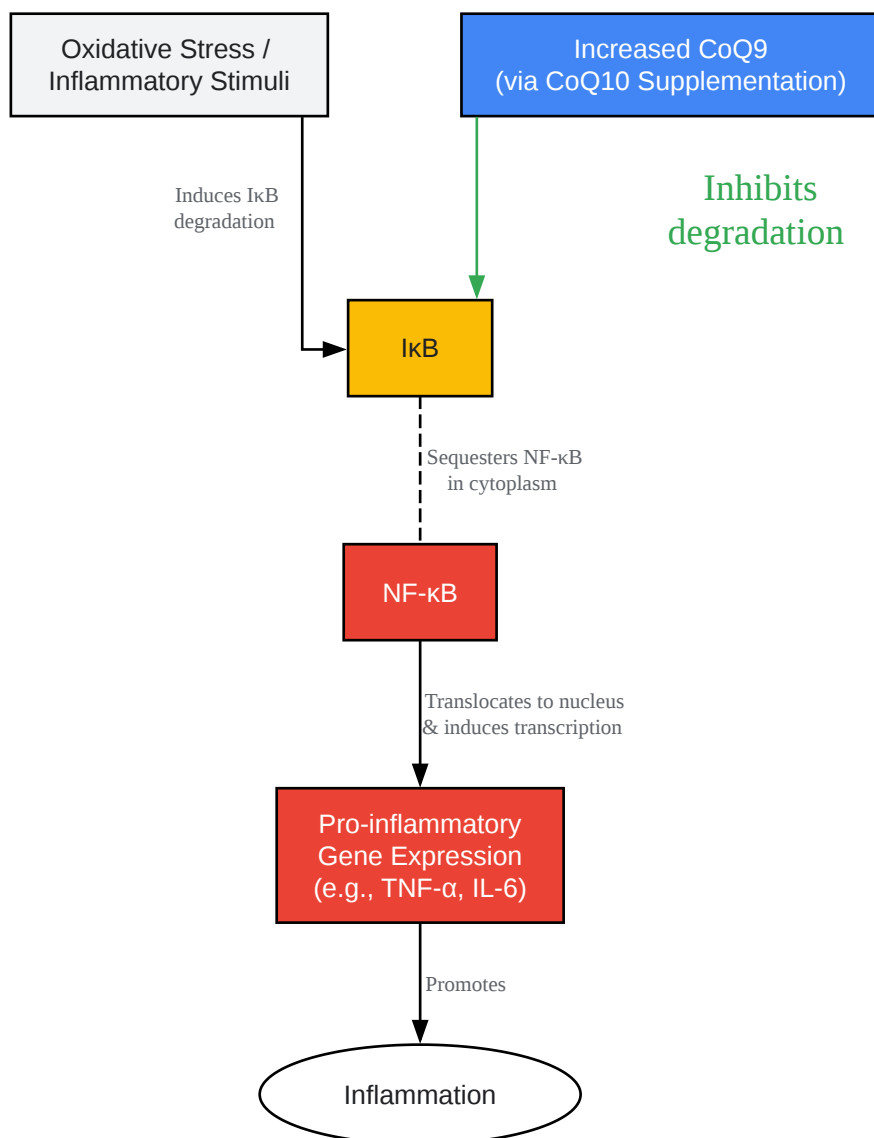 Oxidative Stress /
Inflammatory Stimuli
Increased CoQ9
(via CoQ10 Supplementation)
Induces IκB
degradation
Inhibits
degradation
IκB
Sequesters NF-κB
in cytoplasm
NF-κB
Translocates to nucleus
& induces transcription
Pro-inflammatory
Gene Expression
(e.g., TNF-α, IL-6)
Promotes
Inflammation